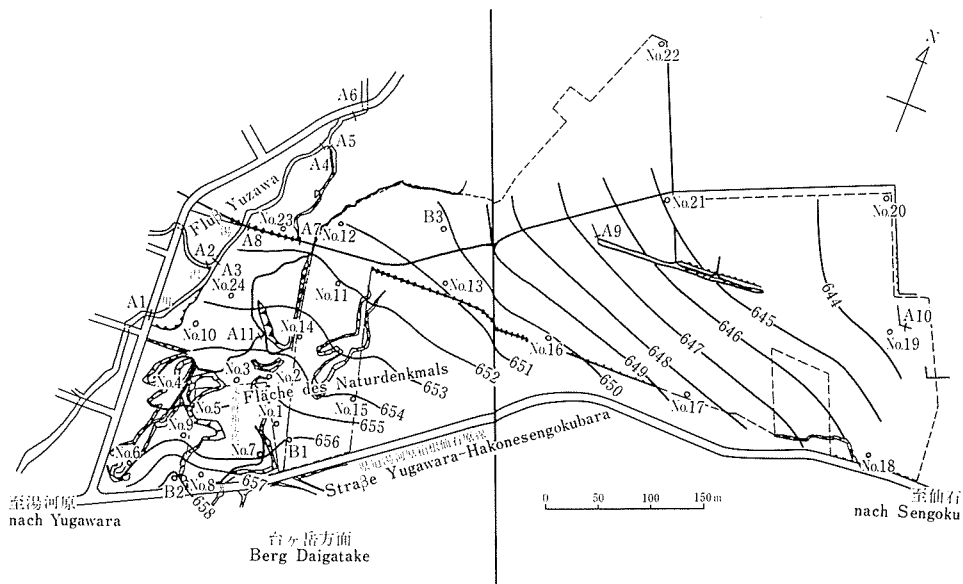 N
No.22
A6
A5
A4
Fluß Yuzawa
No.23
A7
No.12
B3
No.21
No.20
A8
A9
A2
A3
No.24
No.11
No.13
644
A1
A10
No.10
A11
No.14
No.16
645
646
647
No.19
No.3
No.2
652
651
648
649
650
No.4
Fläche des Naturdenkmals
653
No.5
No.1
No.15
654
No.17
655
No.9
656
No.6
No.7
B1
Straße Yugawara-Hakonesengokubara
No.18
B2
No.8
657
658
0 50 100 150m
至湯河原
nach Yugawara
至仙石
nach Sengoku
台ヶ岳方面
Berg Daigatake